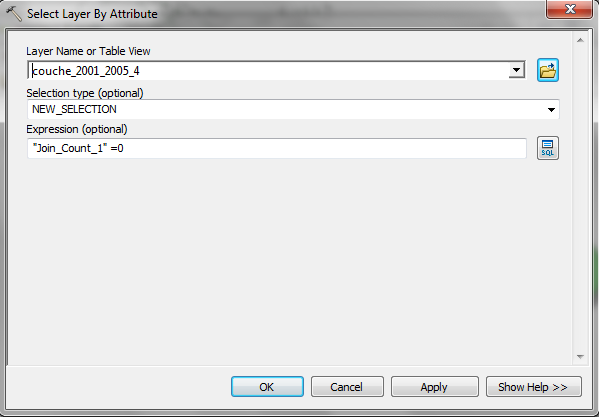 Select Layer By Attribute
Layer Name or Table View
couche_2001_2005_4
Selection type (optional)
NEW_SELECTION
Expression (optional)
"Join_Count_1" =0
SQL
OK
Cancel
Apply
Show Help >>